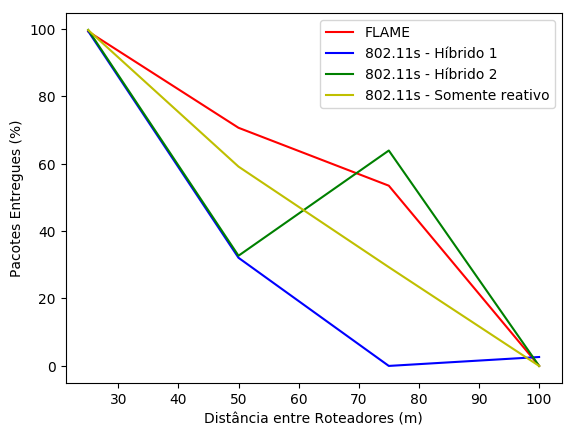 FLAME
802.11s - Híbrido 1
802.11s - Híbrido 2
802.11s - Somente reativo
100
80
60
40
20
0
Pacotes Entregues (%)
30 40 50 60 70 80 90 100
Distância entre Roteadores (m)